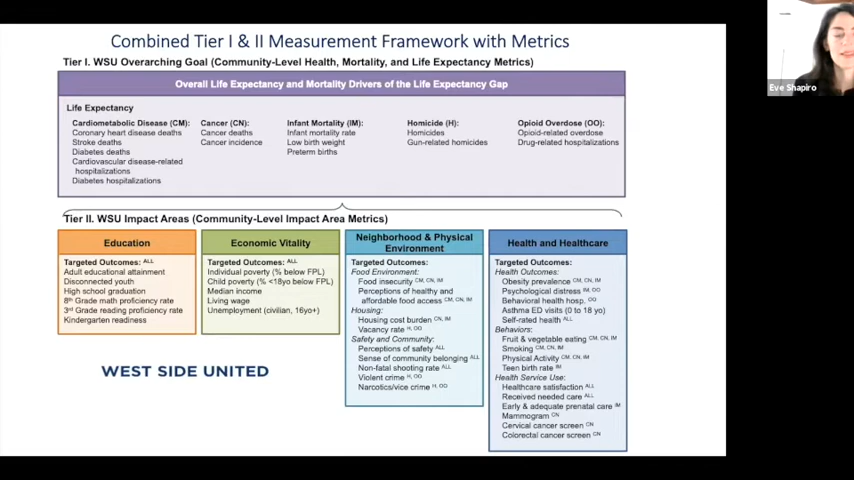 Combined Tier I & II Measurement Framework with Metrics
Tier I. WSU Overarching Goal (Community-Level Health, Mortality, and Life Expectancy Metrics)
Overall Life Expectancy and Mortality Drivers of the Life Expectancy Gap
Life Expectancy
Cardiometabolic Disease (CM):
Coronary heart disease deaths
Stroke deaths
Diabetes deaths
Cardiovascular disease-related
hospitalizations
Diabetes hospitalizations
Cancer (CN):
Cancer deaths
Cancer incidence
Infant Mortality (IM):
Infant mortality rate
Low birth weight
Preterm births
Homicide (H):
Homicides
Gun-related homicides
Opioid Overdose (OO):
Opioid-related overdose
Drug-related hospitalizations
Tier II. WSU Impact Areas (Community-Level Impact Area Metrics)
Education
Targeted Outcomes: ALL
Adult educational attainment
Disconnected youth
High school graduation
8th Grade math proficiency rate
3rd Grade reading proficiency rate
Kindergarten readiness
Economic Vitality
Targeted Outcomes: ALL
Individual poverty (% below FPL)
Child poverty (% <18yo below FPL)
Median income
Living wage
Unemployment (civilian, 16yo+)
Neighborhood & Physical
Environment
Targeted Outcomes:
Food Environment:
Food insecurity CM, CN, IM
Perceptions of healthy and
affordable food access CM, CN, IM
Housing:
Housing cost burden CN, IM
Vacancy rate H, OO
Safety and Community:
Perceptions of safety ALL
Sense of community belonging ALL
Non-fatal shooting rate ALL
Violent crime H, OO
Narcotics/vice crime H, OO
Health and Healthcare
Targeted Outcomes:
Health Outcomes:
Obesity prevalence CM, CN, IM
Psychological distress IM, OO
Behavioral health hosp. OO
Asthma ED visits (0 to 18 yo)
Self-rated health ALL
Behaviors:
Fruit & vegetable eating CM, CN, IM
Smoking CM, CN, IM
Physical Activity CM, CN, IM
Teen birth rate IM
Health Service Use:
Healthcare satisfaction ALL
Received needed care ALL
Early & adequate prenatal care IM
Mammogram CN
Cervical cancer screen CN
Colorectal cancer screen CN
WEST SIDE UNITED
Eve Shapiro